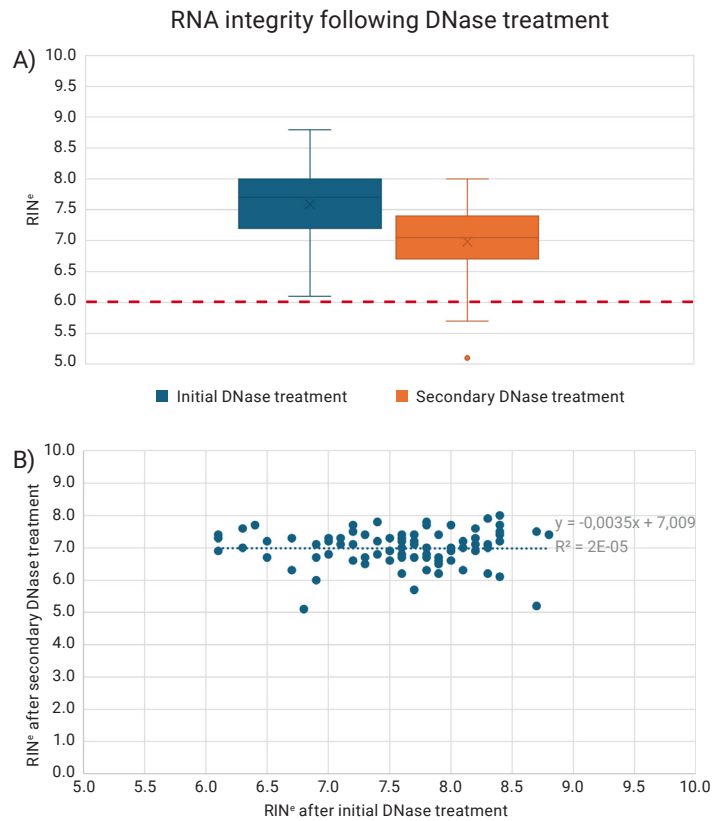 RNA integrity following DNase treatment
A)
RINᵉ
10.0
9.5
9.0
8.5
8.0
7.5
7.0
6.5
6.0
5.5
5.0
Initial DNase treatment
Secondary DNase treatment
B)
RINᵉ after secondary DNase treatment
10.0
9.0
8.0
7.0
6.0
5.0
4.0
3.0
2.0
1.0
0.0
y = -0,0035x + 7,009
R² = 2E-05
5.0 5.5 6.0 6.5 7.0 7.5 8.0 8.5 9.0 9.5 10.0
RINᵉ after initial DNase treatment